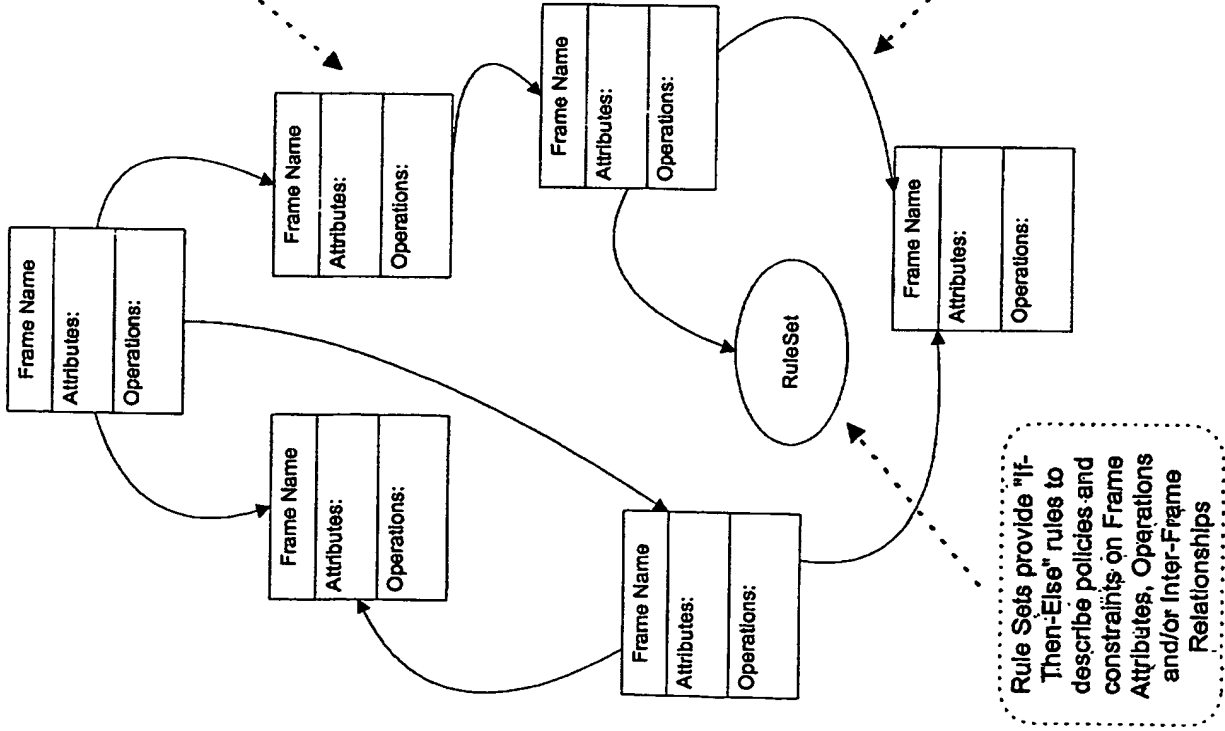 Frame Name
Attributes:
Operations:
Frame Name
Attributes:
Operations:
Frame Name
Attributes:
Operations:
Frame Name
Attributes:
Operations:
Frame Name
Attributes:
Operations:
RuleSet
Frame Name
Attributes:
Operations:
Rule Sets provide "If-
Then-Else" rules to
describe policies and
constraints on Frame
Attributes, Operations
and/or Inter-Frame
Relationships